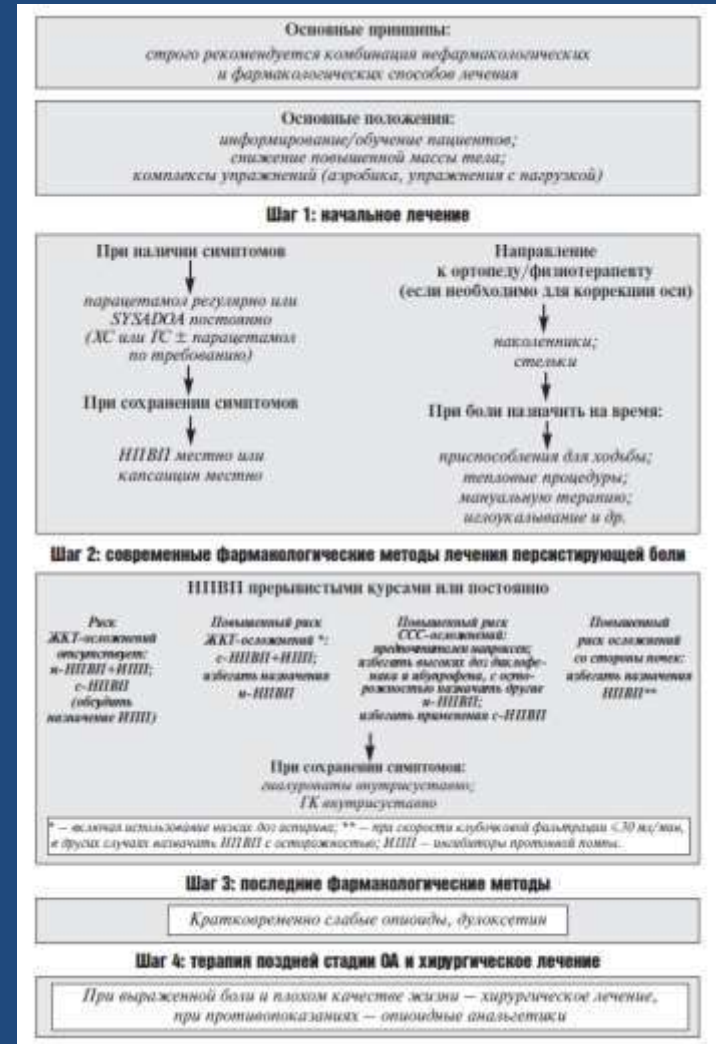 Основные принципы:
строго рекомендуется комбинация нефармакологических
и фармакологических способов лечения
Основные положения:
информирование/обучение пациентов;
снижение повышенной массы тела;
комплексы упражнений (аэробика, упражнения с нагрузкой)
Шаг 1: начальное лечение
При наличии симптомов
парацетамол регулярно или
SYSADOA постоянно
(ХС или ГС ± парацетамол
по требованию)
При сохранении симптомов
НПВП местно или
капсаицин местно
Направление
к ортопеду/физиотерапевту
(если необходимо для коррекции оси)
наколенники;
стельки
При боли назначить на время:
приспособления для ходьбы;
тепловые процедуры;
мануальную терапию;
иглоукалывание и др.
Шаг 2: современные фармакологические методы лечения персистирующей боли
НПВП прерывистыми курсами или постоянно
Риск
ЖКТ-осложнений
отсутствует:
н-НПВП+ИПП;
с-НПВП
(обсудить
назначение ИПП)
Повышенный риск
ЖКТ-осложнений *:
с-НПВП+ИПП;
избегать назначения
н-НПВП
Повышенный риск
ССС-осложнений:
предпочтителен напроксен;
избегать высоких доз диклофе-
нака и ибупрофена, с осто-
рожностью назначать другие
н-НПВП;
избегать применения с-НПВП
Повышенный
риск осложнений
со стороны почек:
избегать назначения
НПВП**
При сохранении симптомов:
гиалуронаты внутрисуставно;
ГК внутрисуставно
* – включая использование низких доз аспирина; ** – при скорости клубочковой фильтрации <30 мл/мин,
в других случаях назначать НПВП с осторожностью; ИПП – ингибиторы протонной помпы.
Шаг 3: последние фармакологические методы
Кратковременно слабые опиоиды, дулоксетин
Шаг 4: терапия поздней стадии ОА и хирургическое лечение
При выраженной боли и плохом качестве жизни – хирургическое лечение,
при противопоказаниях – опиоидные анальгетики